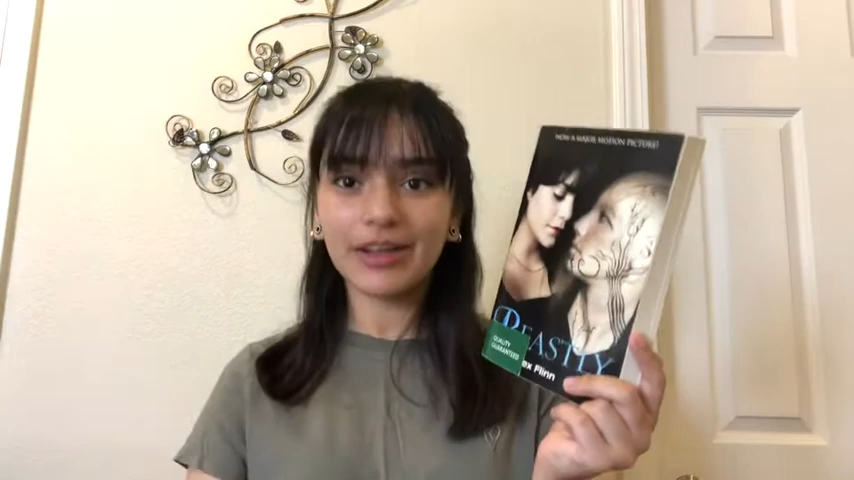 NOW A MAJOR MOTION PICTURE!
BEASTLY
QUALITY
GUARANTEED
ex Flinn